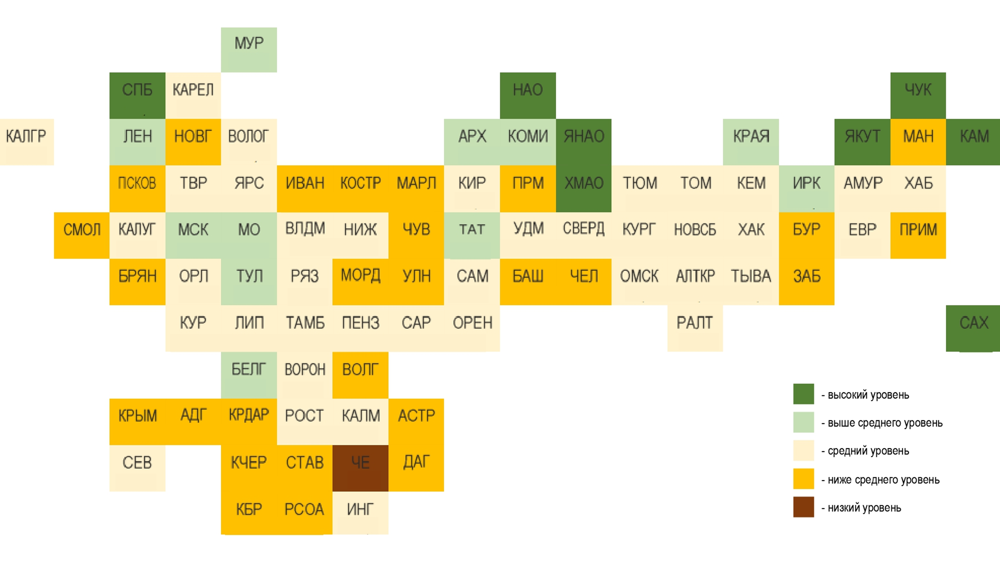 МУР
СПБ КАРЕЛ НАО ЧУК
КАЛГР ЛЕН НОВГ ВОЛОГ АРХ КОМИ ЯНАО КРАЯ ЯКУТ МАН КАМ
ПСКОВ ТВР ЯРС ИВАН КОСТР МАРЛ КИР ПРМ ХМАО ТЮМ ТОМ КЕМ ИРК АМУР ХАБ
СМОЛ КАЛУГ МСК МО ВЛДМ НИЖ ЧУВ ТАТ УДМ СВЕРД КУРГ НОВСБ ХАК БУР ЕВР ПРИМ
БРЯН ОРЛ ТУЛ РЯЗ МОРД УЛН САМ БАШ ЧЕЛ ОМСК АЛТКР ТЫВА ЗАБ
КУР ЛИП ТАМБ ПЕНЗ САР ОРЕН РАЛТ САХ
БЕЛГ ВОРОН ВОЛГ
КРЫМ АДГ КРДАР РОСТ КАЛМ АСТР
СЕВ КЧЕР СТАВ ЧЕ ДАГ
КБР РСОА ИНГ
- высокий уровень
- выше среднего уровень
- средний уровень
- ниже среднего уровень
- низкий уровень